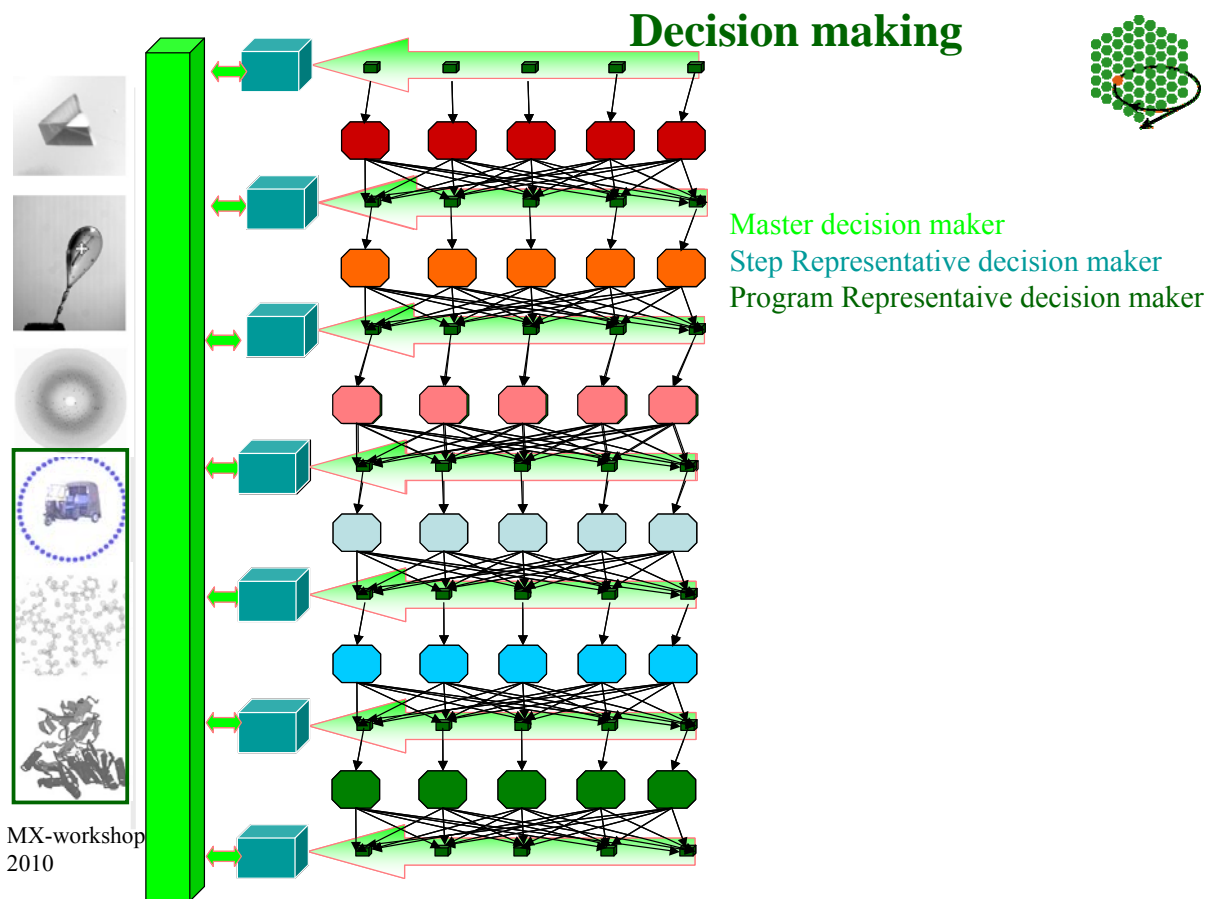 Decision making
Master decision maker
Step Representative decision maker
Program Representaive decision maker
MX-workshop
2010